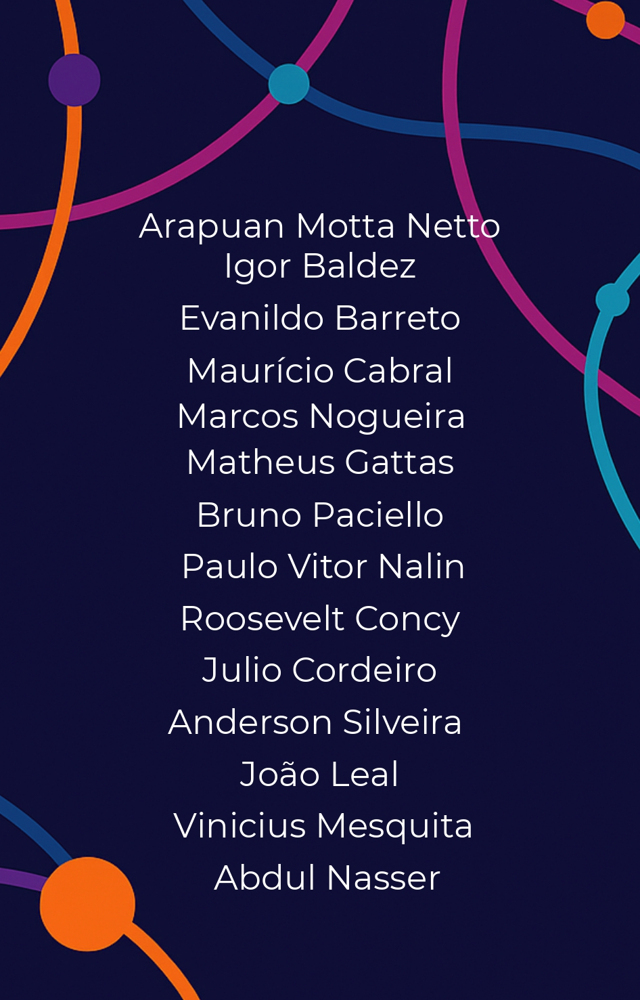 Arapuan Motta Netto
Igor Baldez
Evanildo Barreto
Maurício Cabral
Marcos Nogueira
Matheus Gattas
Bruno Paciello
Paulo Vitor Nalin
Roosevelt Concy
Julio Cordeiro
Anderson Silveira
João Leal
Vinicius Mesquita
Abdul Nasser